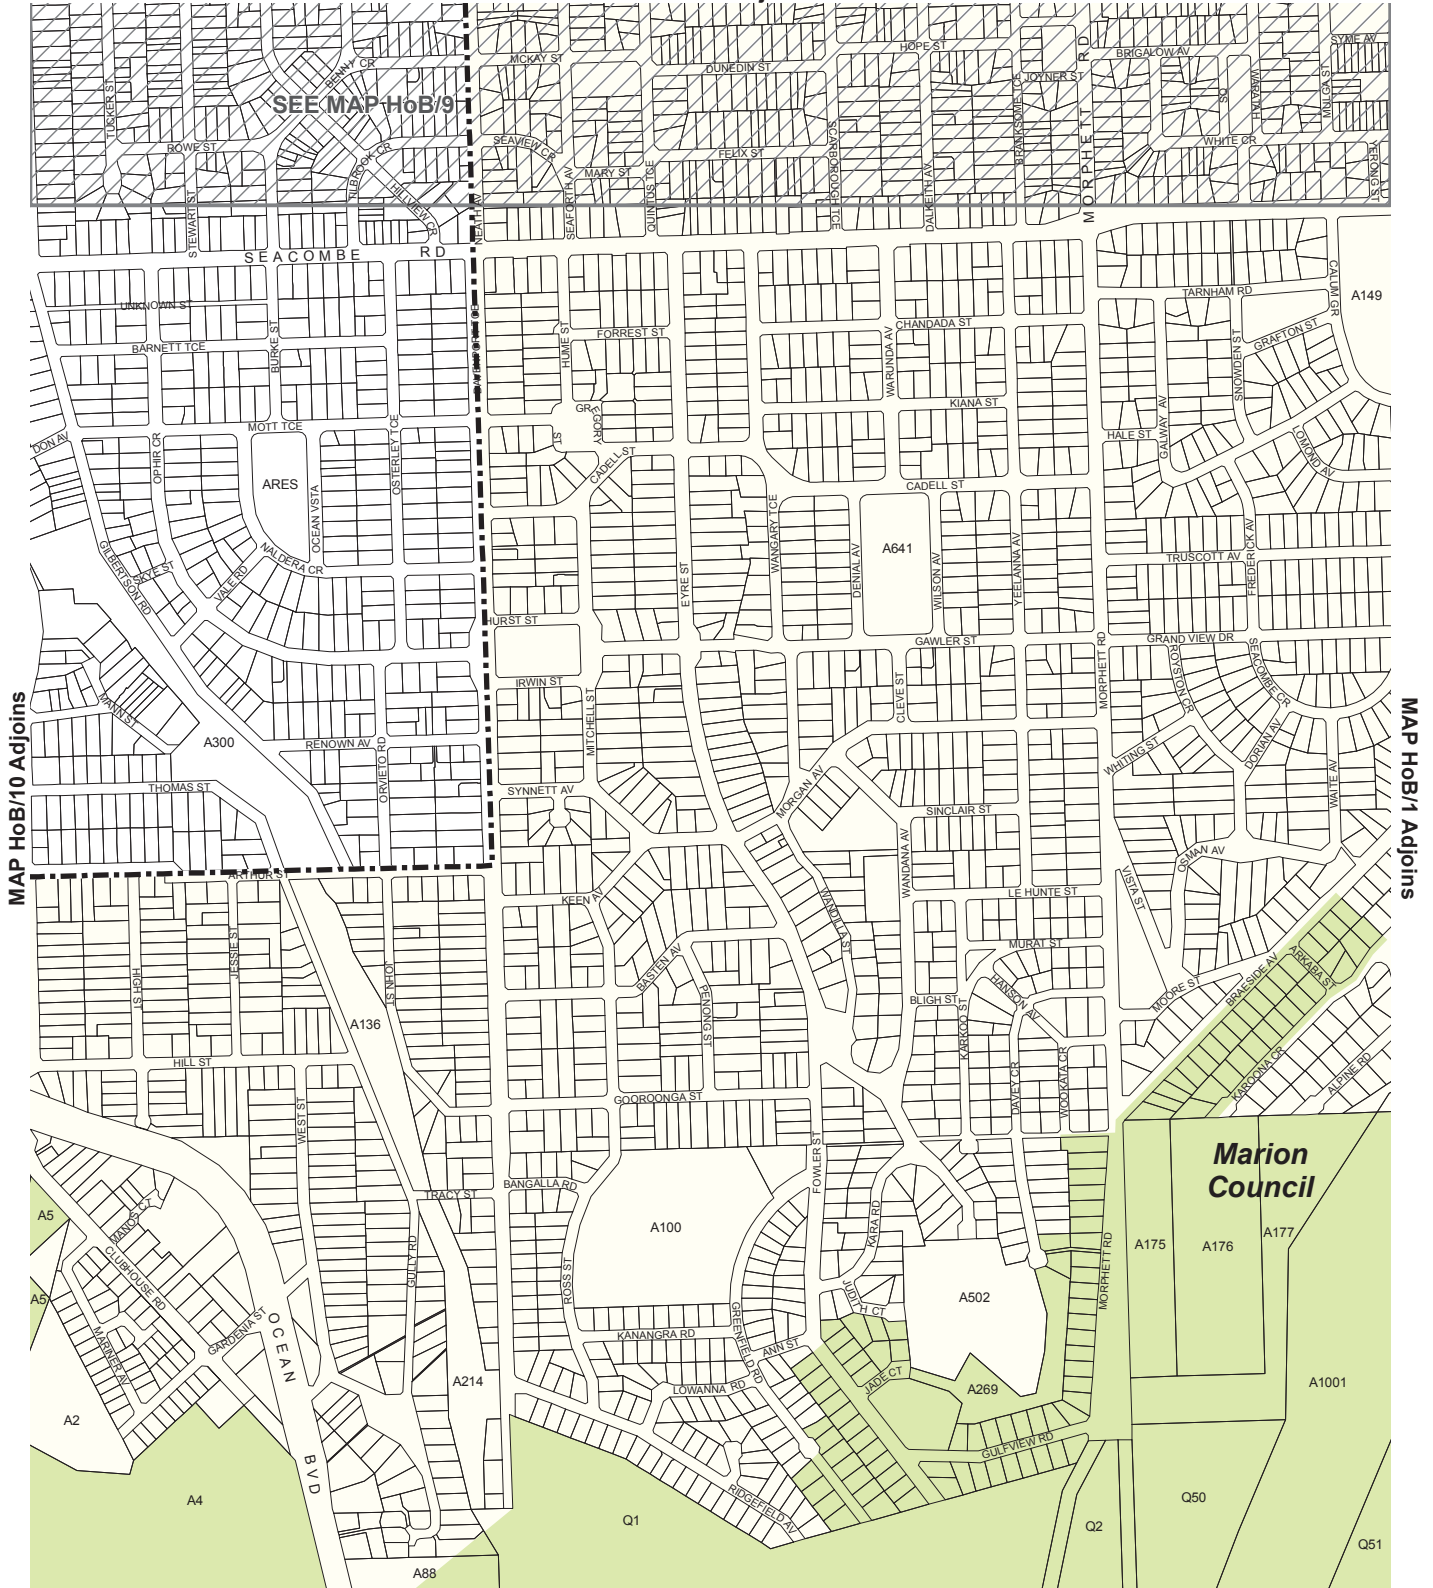 HOPE ST
SYME AV
MCKAY ST
BRIGALOW AV
RD
BENNY CR
DUNEDIN ST
JOYNER ST
TUCKER ST
SEE MAP HoB/9
BRANKSOME TCE
SQ
WARATAH
MULGA ST
MORPHETT
ROWE ST
SEAVIEW CR
FELIX ST
SCARBOROUGH TCE
WHITE CR
TILBROOK CR
MARY ST
QUINTUS TCE
SEAFORTH AV
DALKEITH AV
YERONG ST
HILLVIEW CR
STEWART ST
NEATH AV
SEACOMBE
RD
CALUM GR
TARNHAM RD
A149
UNKNOWN ST
DAVENPORT TCE
HUME ST
FORREST ST
CHANDADA ST
GRAFTON ST
BARNETT TCE
BURKE ST
WARUNDA AV
SNOWDEN ST
KIANA ST
GREGORY
ST
GALWAY AV
HALE ST
LOMOND AV
DON AV
OPHIR CR
MOTT TCE
OSTERLEY TCE
CADELL ST
ARES
OCEAN VSTA
CADELL ST
WANGARY TCE
A641
DENIAL AV
WILSON AV
YEELANNA AV
TRUSCOTT AV
FREDERICK AV
GILBERTSON RD
SKYE ST
VALE RD
NALDERA CR
EYRE ST
HURST ST
GAWLER ST
MORPHETT RD
GRAND VIEW DR
ROYSTON CR
SEACOMBE CR
IRWIN ST
MITCHELL ST
CLEVE ST
MANN ST
A300
RENOWN AV
ORVIETO RD
WHITING ST
DORIAN AV
WAITE AV
MAP HoB/10 Adjoins
MAP HoB/1 Adjoins
THOMAS ST
SYNNETT AV
MORGAN AV
SINCLAIR ST
WANDANA AV
OSMAN AV
VISTA ST
ARTHUR ST
KEEN AV
WANDILLA ST
LE HUNTE ST
JESSIE ST
HIGH ST
JOHN ST
BASTEN AV
PENONG ST
MURAT ST
HANSON AV
BLIGH ST
KARKOO ST
MOORE ST
BRAESIDE AV
ARKABA ST
A136
HILL ST
WEST ST
GOOROONGA ST
DAVEY CR
WOOKATA CR
KAROONA CR
ALPINE RD
Marion
Council
FOWLER ST
BANGALLA RD
TRACY ST
A5
MANOS CT
CLUBHOUSE RD
GULLY RD
ROSS ST
A100
KARA RD
MORPHETT RD
A175
A176
A177
A5
GARDENIA ST
MARINER AV
OCEAN
KANANGRA RD
GREENFIELD RD
JUDITH CT
ANN ST
A502
A214
LOWANNA RD
JADE CT
A269
A1001
A2
BVD
GULFVIEW RD
A4
RIDGEFIELD AV
Q1
Q2
Q50
Q51
A88